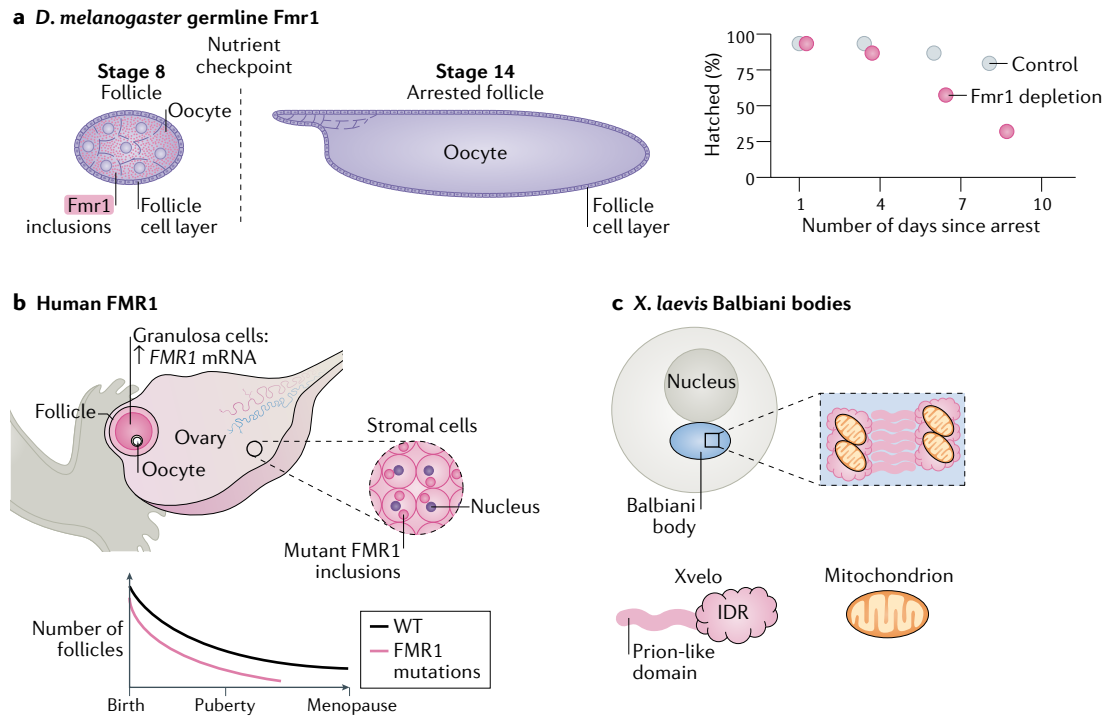 a D. melanogaster germline Fmr1
Nutrient
checkpoint
Stage 8
Follicle
Oocyte
Fmr1
inclusions
Follicle
cell layer
Stage 14
Arrested follicle
Oocyte
Follicle
cell layer
Hatched (%)
100
75
50
25
0
1 4 7 10
Number of days since arrest
Control
Fmr1 depletion
b Human FMR1
Granulosa cells:
↑ FMR1 mRNA
Follicle
Ovary
Oocyte
Stromal cells
Nucleus
Mutant FMR1
inclusions
Number of
follicles
WT
FMR1
mutations
Birth Puberty Menopause
c X. laevis Balbiani bodies
Nucleus
Balbiani
body
Xvelo
IDR
Prion-like
domain
Mitochondrion